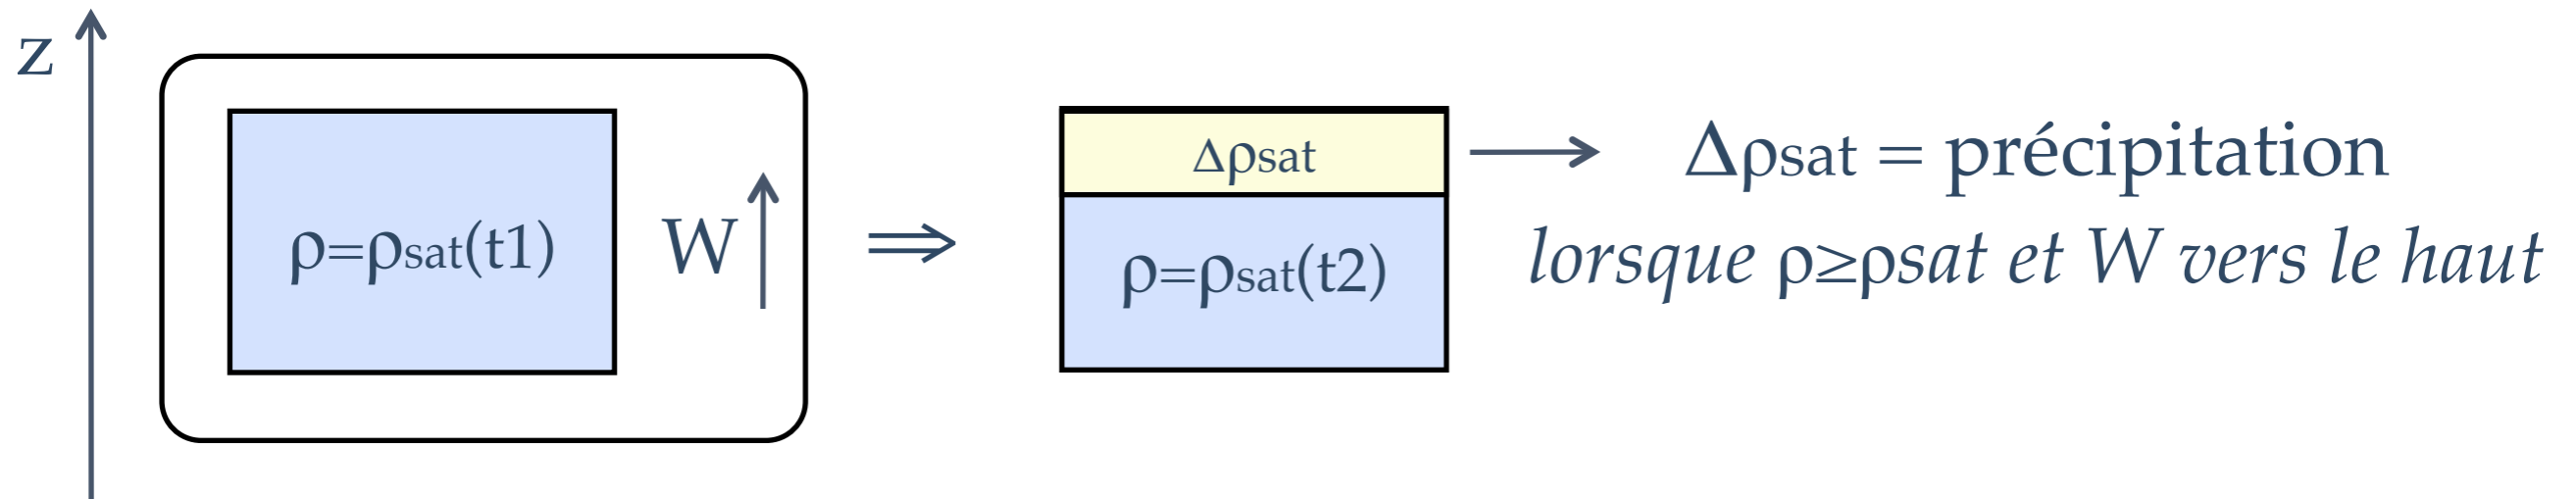 z
ρ=ρsat(t1)
W
⇒
Δρsat
ρ=ρsat(t2)
Δρsat = précipitation
lorsque ρ≥ρsat et W vers le haut